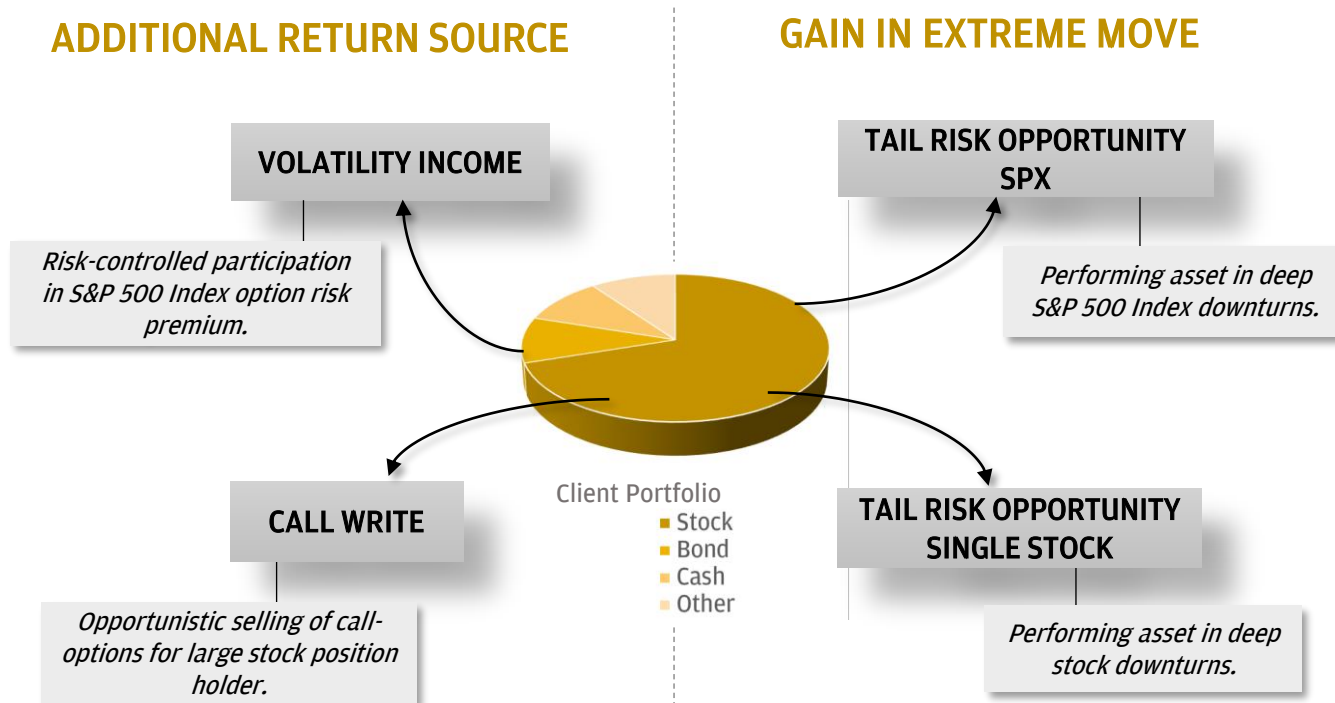 ADDITIONAL RETURN SOURCE
GAIN IN EXTREME MOVE
VOLATILITY INCOME
Risk-controlled participation
in S&P 500 Index option risk
premium.
TAIL RISK OPPORTUNITY
SPX
Performing asset in deep
S&P 500 Index downturns.
Client Portfolio
Stock
Bond
Cash
Other
CALL WRITE
Opportunistic selling of call-
options for large stock position
holder.
TAIL RISK OPPORTUNITY
SINGLE STOCK
Performing asset in deep
stock downturns.